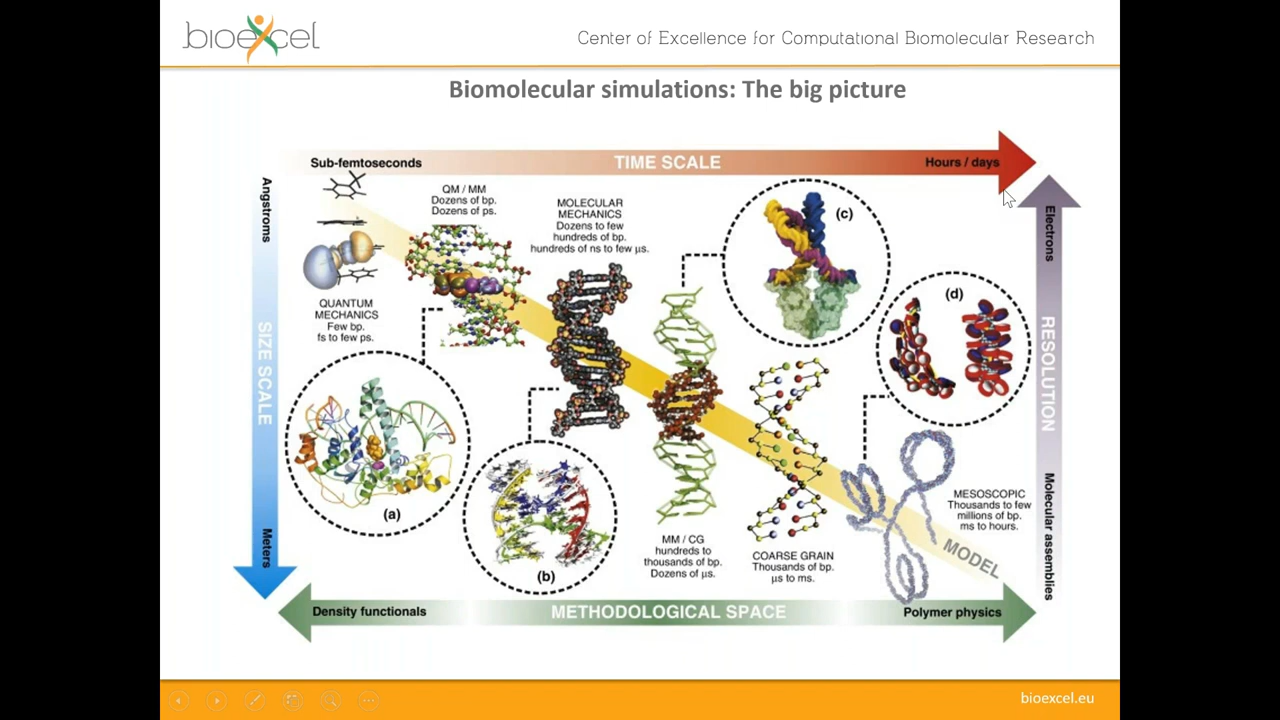 bioexcel
Center of Excellence for Computational Biomolecular Research
Biomolecular simulations: The big picture
Sub-femtoseconds
TIME SCALE
Hours / days
Angstroms
SIZE SCALE
Meters
Electrons
RESOLUTION
Molecular assemblies
QUANTUM
MECHANICS
Few bp.
fs to few ps.
QM / MM
Dozens of bp.
Dozens of ps.
MOLECULAR
MECHANICS
Dozens to few
hundreds of bp.
hundreds of ns to few µs.
(c)
(d)
(a)
(b)
MM / CG
hundreds to
thousands of bp.
Dozens of µs.
COARSE GRAIN
Thousands of bp.
µs to ms.
MESOSCOPIC
Thousands to few
millions of bp.
ms to hours.
MODEL
Density functionals
METHODOLOGICAL SPACE
Polymer physics
bioexcel.eu